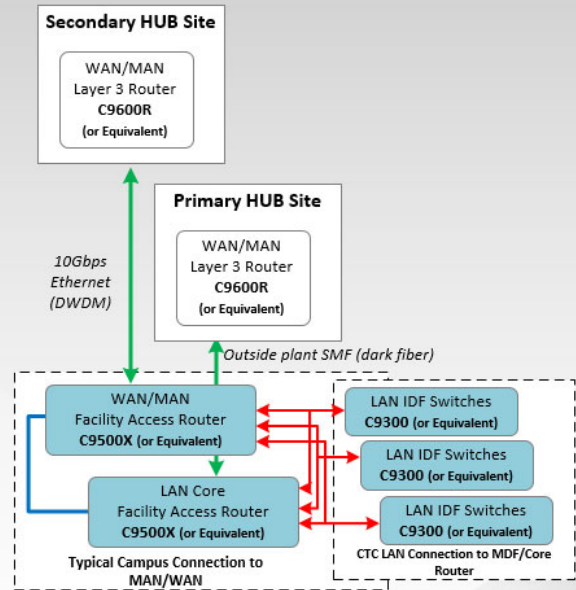 Secondary HUB Site
WAN/MAN
Layer 3 Router
C9600R
(or Equivalent)
Primary HUB Site
WAN/MAN
Layer 3 Router
C9600R
(or Equivalent)
10Gbps
Ethernet
(DWDM)
Outside plant SMF (dark fiber)
WAN/MAN
Facility Access Router
C9500X (or Equivalent)
LAN Core
Facility Access Router
C9500X (or Equivalent)
Typical Campus Connection to
MAN/WAN
LAN IDF Switches
C9300 (or Equivalent)
LAN IDF Switches
C9300 (or Equivalent)
LAN IDF Switches
C9300 (or Equivalent)
CTC LAN Connection to MDF/Core
Router